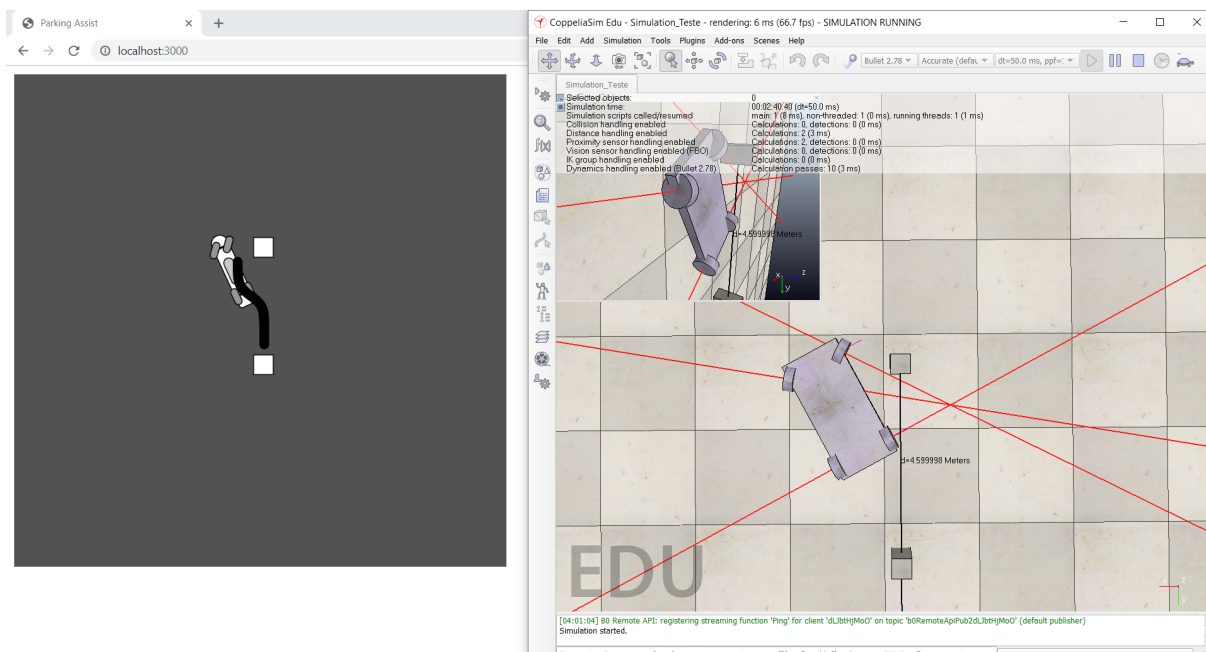 Parking Assist
localhost:3000
CoppeliaSim Edu - Simulation_Teste - rendering: 6 ms (66.7 fps) - SIMULATION RUNNING
File Edit Add Simulation Tools Plugins Add-ons Scenes Help
Bullet 2.78 Accurate (defau dt=50.0 ms, ppf=:
Simulation_Teste
Selected objects: 0
Simulation time: 00:02:40.40 (dt=50.0 ms)
Simulation scripts called/resumed main: 1 (8 ms), non-threaded: 1 (0 ms), running threads: 1 (1 ms)
Collision handling enabled Calculations: 0, detections: 0 (0 ms)
Distance handling enabled Calculations: 2 (3 ms)
Proximity sensor handling enabled Calculations: 2, detections: 0 (0 ms)
Vision sensor handling enabled (FBO) Calculations: 0, detections: 0 (0 ms)
IK group handling enabled Calculations: 0 (0 ms)
Dynamics handling enabled (Bullet 2.78) Calculation passes: 10 (3 ms)
d=4.599998 Meters
x z
y
d=4.599998 Meters
EDU
[04:01:04] B0 Remote API: registering streaming function 'Ping' for client 'dLJbtHjMoO' on topic 'b0RemoteApiPub2dLJbtHjMoO' (default publisher)
Simulation started.